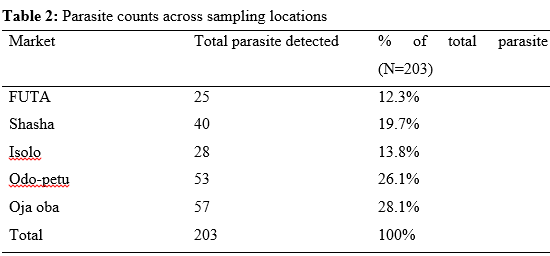 Table 2: Parasite counts across sampling locations
Market Total parasite detected % of total parasite
(N=203)
FUTA 25 12.3%
Shasha 40 19.7%
Isolo 28 13.8%
Odo-petu 53 26.1%
Oja oba 57 28.1%
Total 203 100%